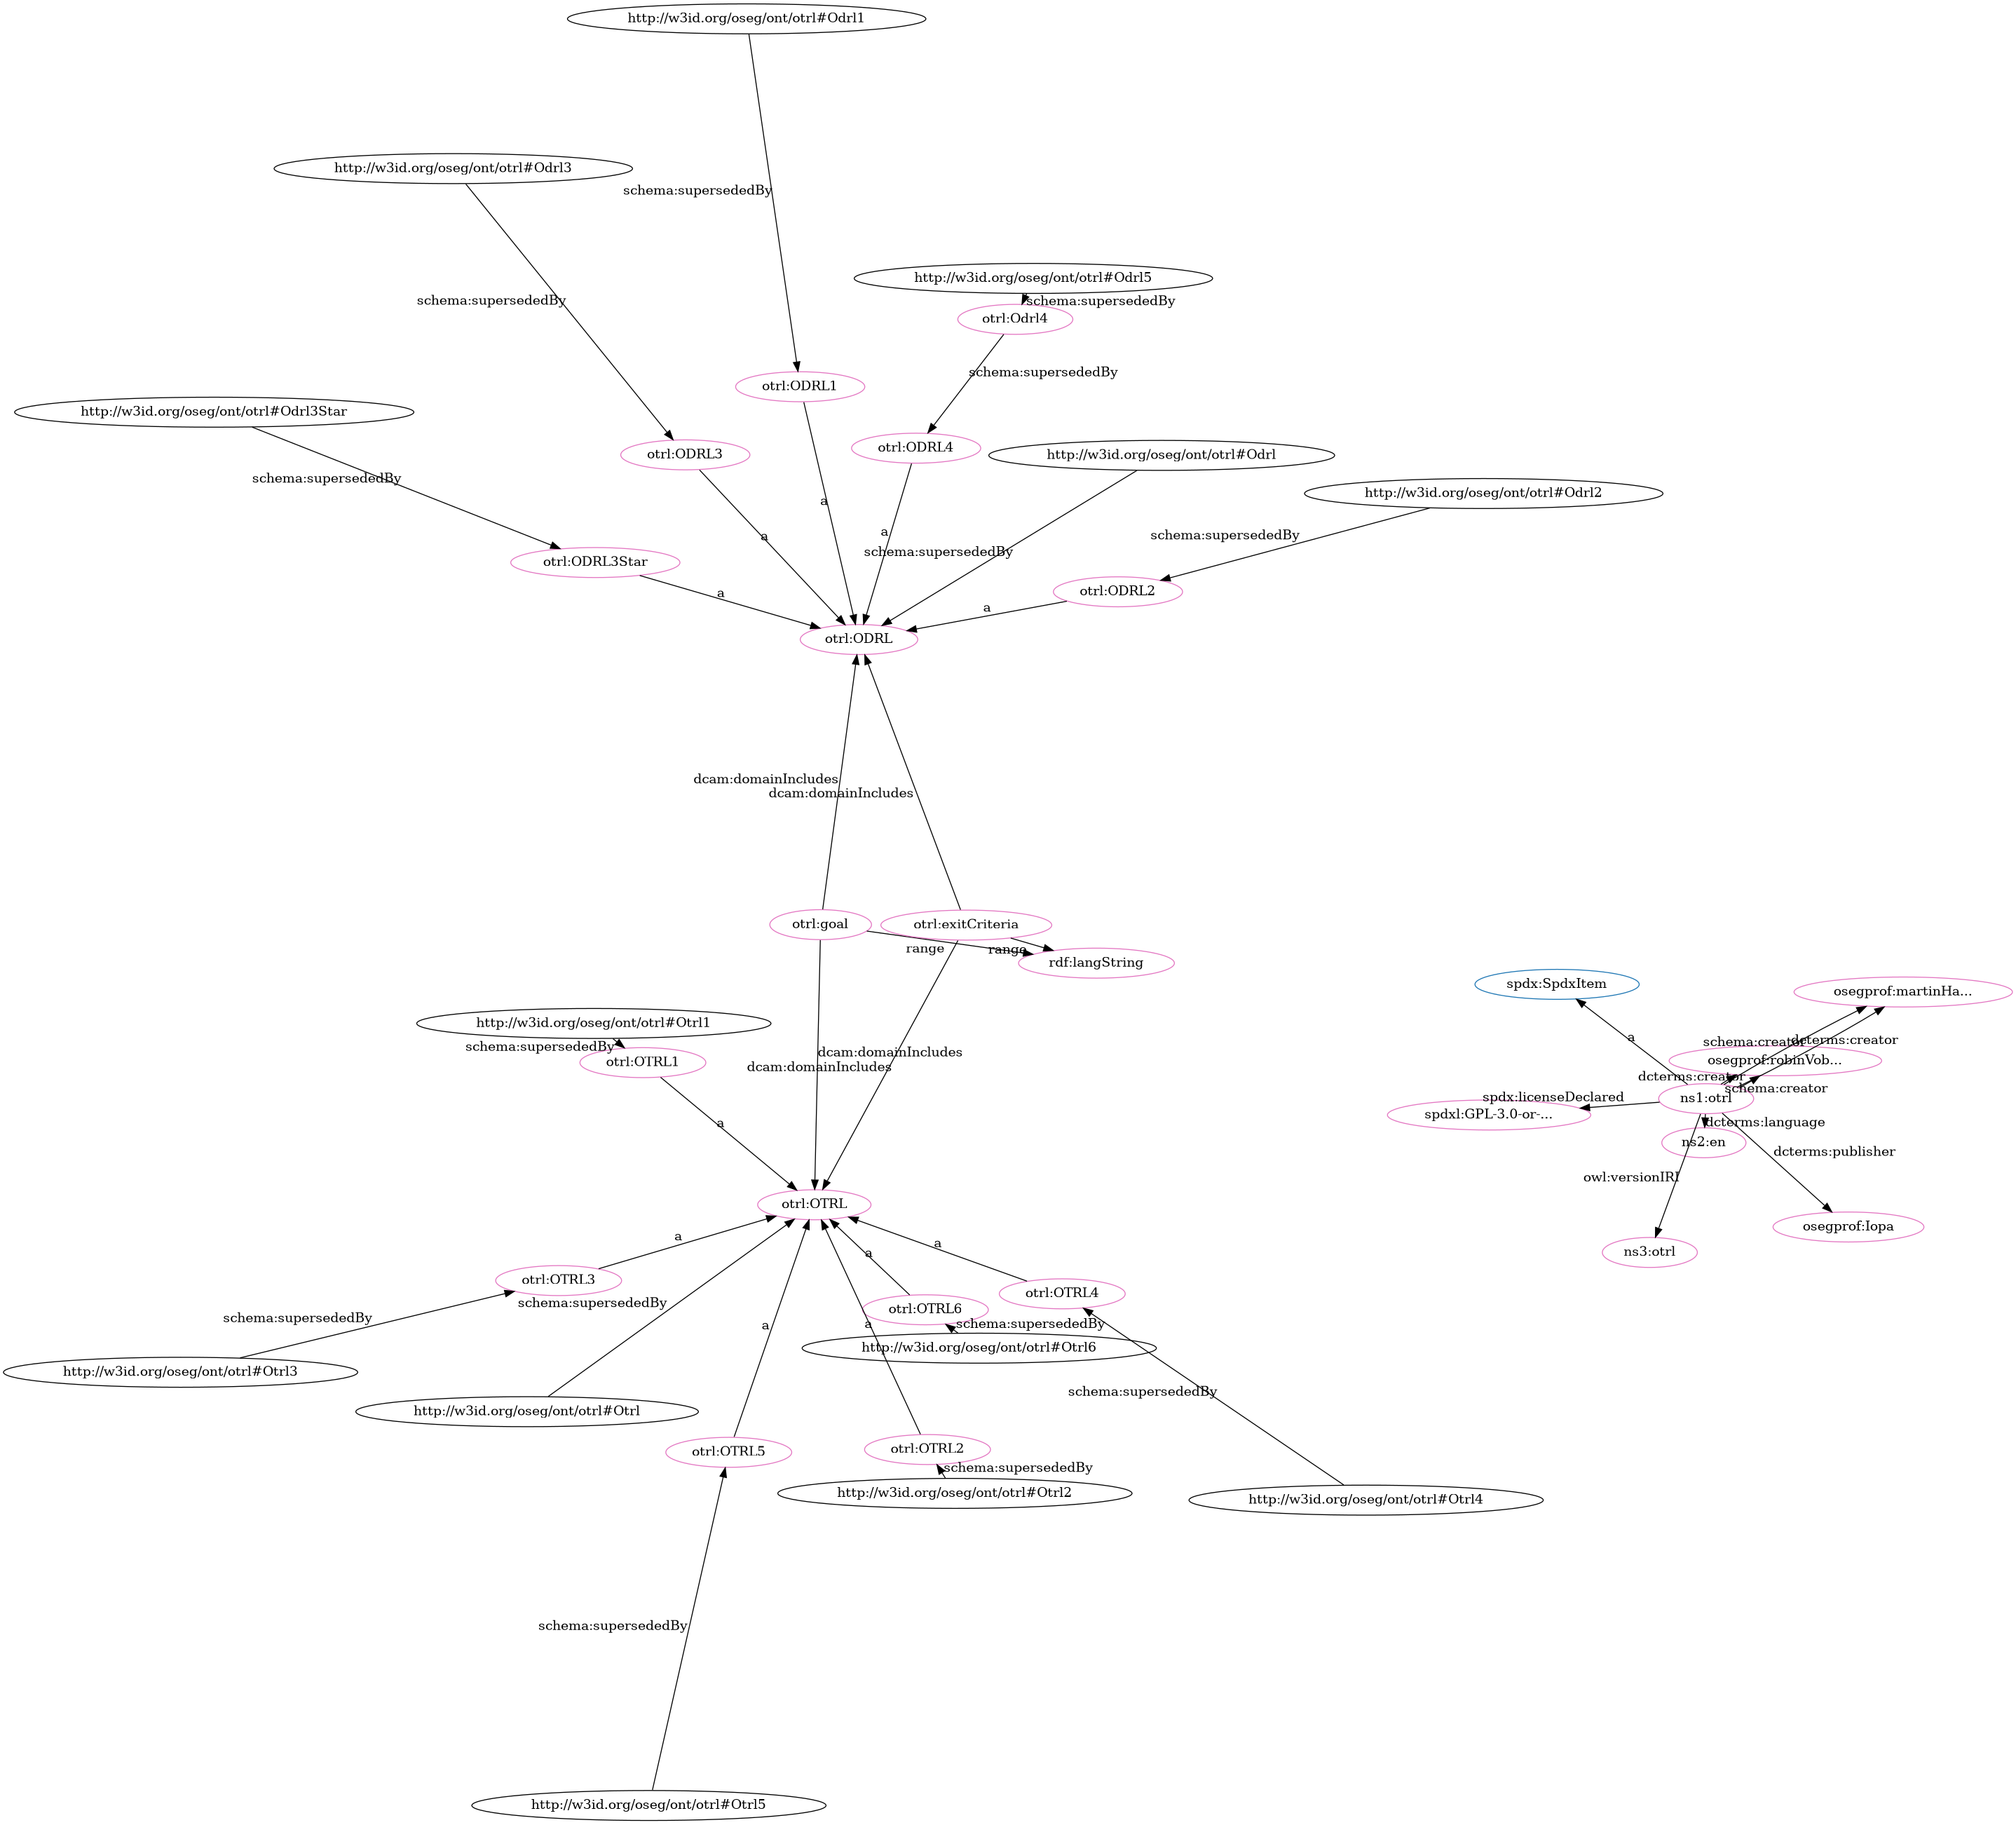 http://w3id.org/oseg/ont/otrl#Odrl1
http://w3id.org/oseg/ont/otrl#Odrl3
schema:supersededBy
http://w3id.org/oseg/ont/otrl#Odrl5
schema:supersededBy
schema:supersededBy
otrl:Odrl4
schema:supersededBy
otrl:ODRL1
http://w3id.org/oseg/ont/otrl#Odrl3Star
otrl:ODRL3
otrl:ODRL4
http://w3id.org/oseg/ont/otrl#Odrl
schema:supersededBy
http://w3id.org/oseg/ont/otrl#Odrl2
a
a
a
schema:supersededBy
schema:supersededBy
otrl:ODRL3Star
otrl:ODRL2
a
a
otrl:ODRL
dcam:domainIncludes
dcam:domainIncludes
otrl:goal
otrl:exitCriteria
range
range
rdf:langString
spdx:SpdxItem
osegprof:martinHa...
http://w3id.org/oseg/ont/otrl#Otrl1
a
schema:creator
dcterms:creator
schema:supersededBy
otrl:OTRL1
dcam:domainIncludes
dcam:domainIncludes
osegprof:robinVob...
dcterms:creator
schema:creator
spdx:licenseDeclared
ns1:otrl
spdxl:GPL-3.0-or-...
a
dcterms:language
ns2:en
dcterms:publisher
owl:versionIRI
otrl:OTRL
osegprof:Iopa
a
a
a
ns3:otrl
otrl:OTRL3
otrl:OTRL4
schema:supersededBy
otrl:OTRL6
schema:supersededBy
a
a
schema:supersededBy
http://w3id.org/oseg/ont/otrl#Otrl6
http://w3id.org/oseg/ont/otrl#Otrl3
schema:supersededBy
http://w3id.org/oseg/ont/otrl#Otrl
otrl:OTRL5
otrl:OTRL2
schema:supersededBy
http://w3id.org/oseg/ont/otrl#Otrl2
http://w3id.org/oseg/ont/otrl#Otrl4
schema:supersededBy
http://w3id.org/oseg/ont/otrl#Otrl5